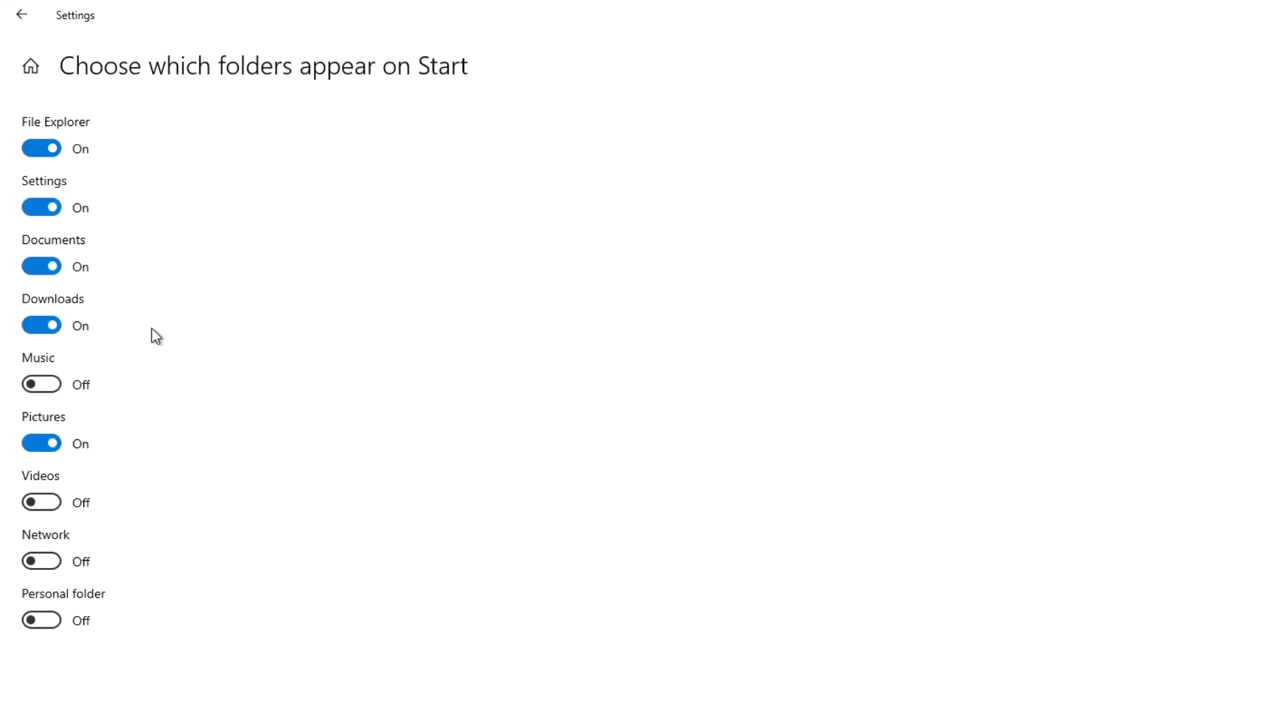 Settings
Choose which folders appear on Start
File Explorer
On
Settings
On
Documents
On
Downloads
On
Music
Off
Pictures
On
Videos
Off
Network
Off
Personal folder
Off